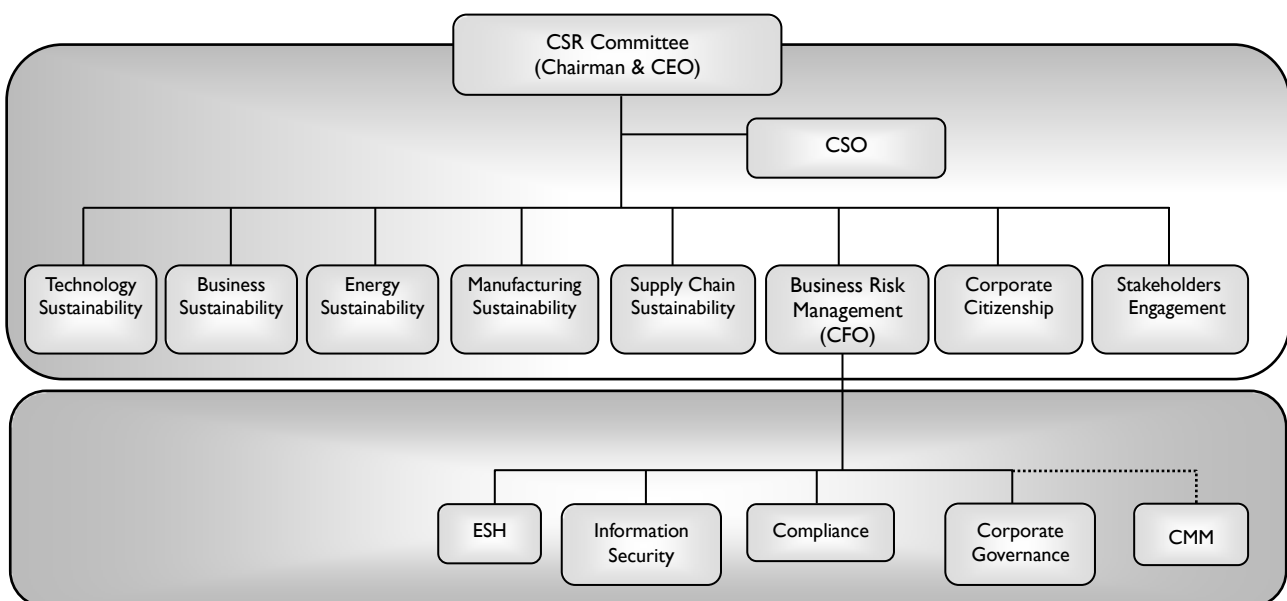 CSR Committee
(Chairman & CEO)
CSO
Technology
Sustainability
Business
Sustainability
Energy
Sustainability
Manufacturing
Sustainability
Supply Chain
Sustainability
Business Risk
Management
(CFO)
Corporate
Citizenship
Stakeholders
Engagement
ESH
Information
Security
Compliance
Corporate
Governance
CMM